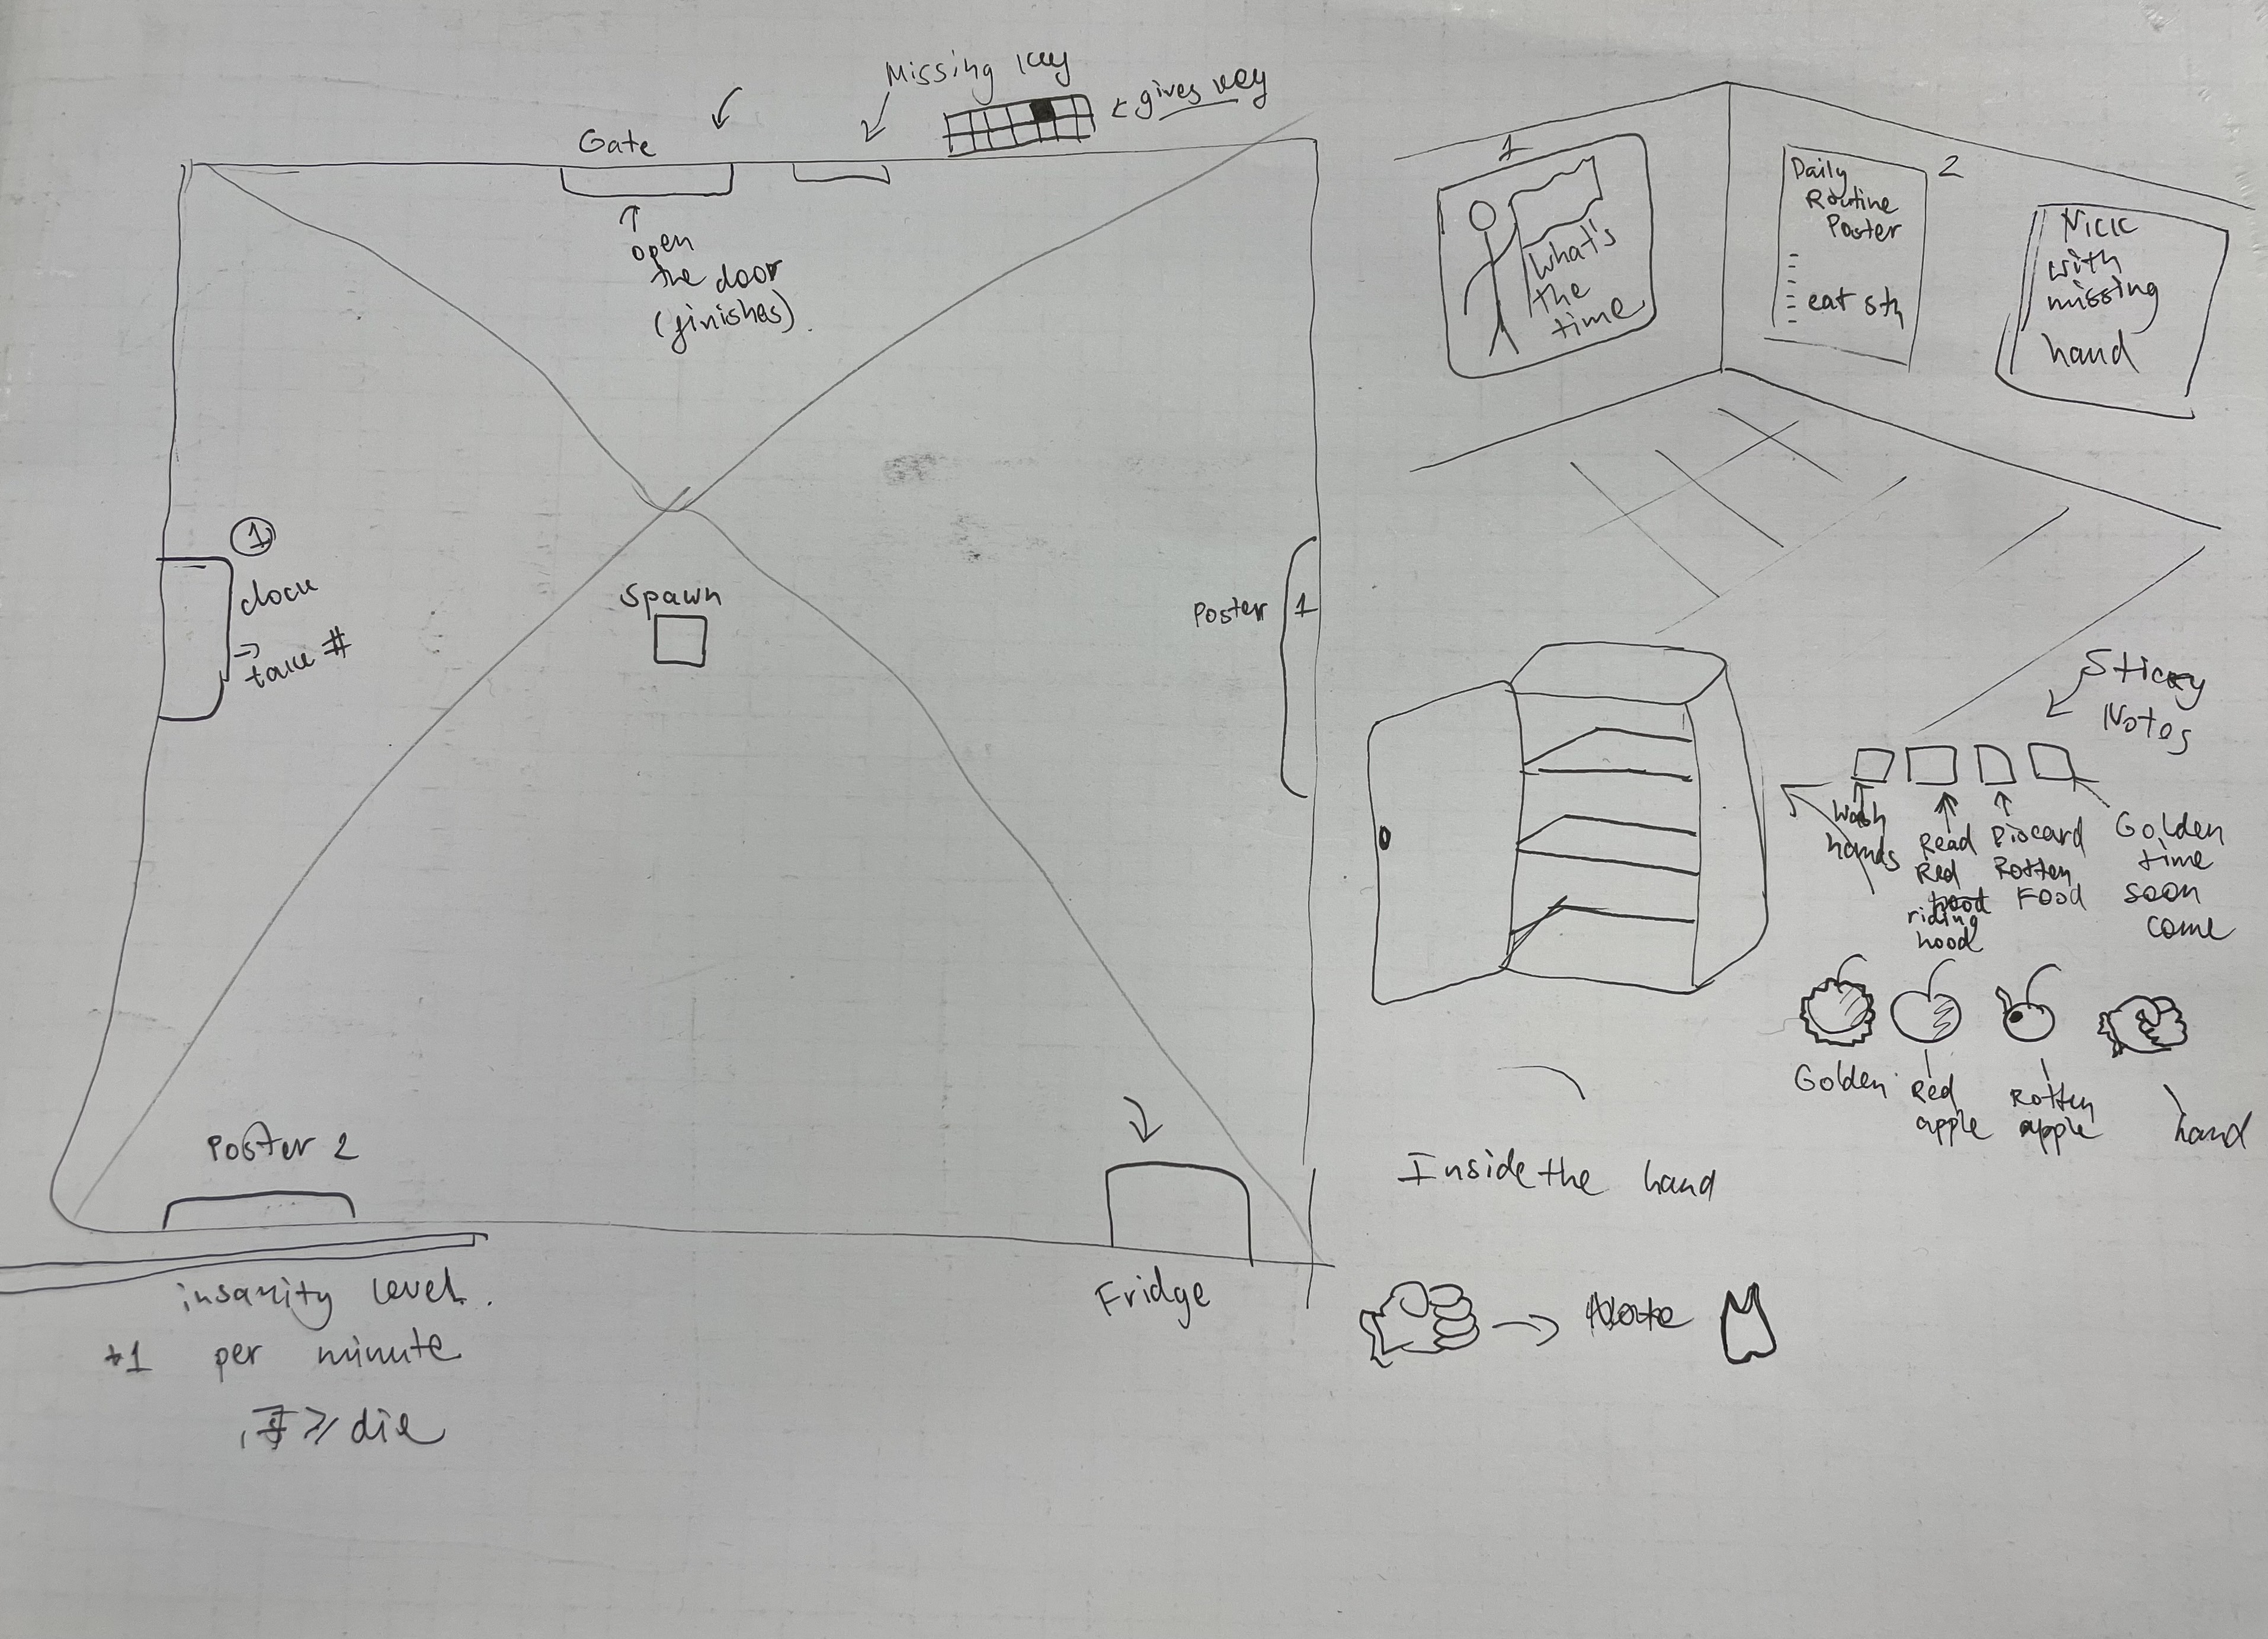 Missing key
gives key
Gate
open
the door
(finishes).
1
clock
take #
Spawn
Poster
1
Poster 2
Fridge
insanity level.
+1 per minute
≥ die
1
What's
the
time
2
Daily
Routine
Poster
eat sth
Nick
with
missing
hand
Sticky
Notes
Wash
hands
Read
Red
riding
hood
Discard
Rotten
Food
Golden
time
soon
come
Golden
Red
apple
Rotten
apple
hand
Inside the hand